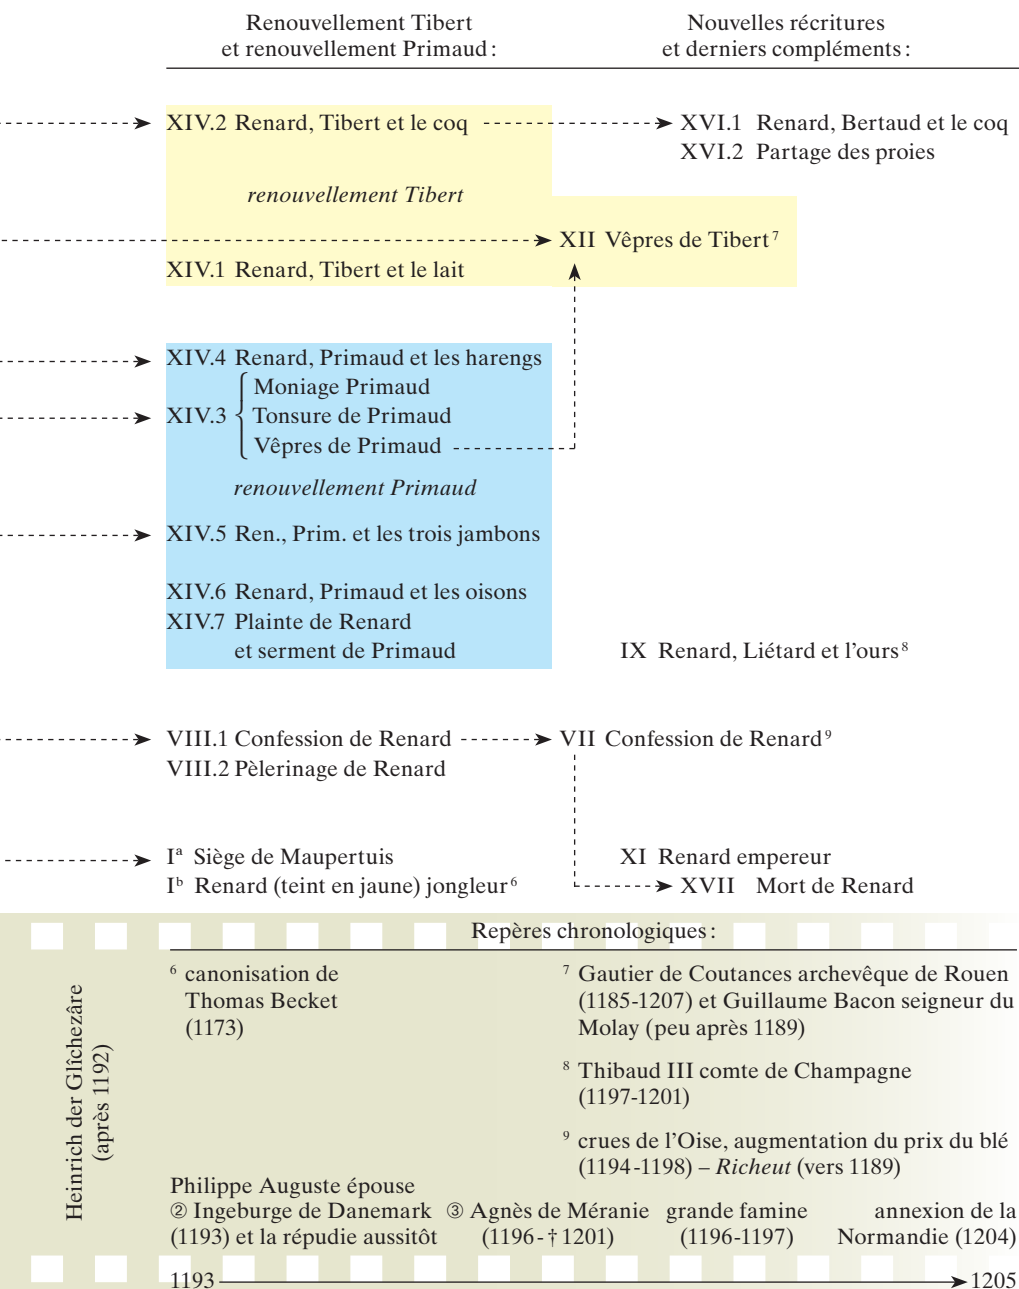 Renouvellement Tibert
et renouvellement Primaud :
Nouvelles récritures
et derniers compléments :
XIV.2 Renard, Tibert et le coq
XVI.1 Renard, Bertaud et le coq
XVI.2 Partage des proies
renouvellement Tibert
XII Vêpres de Tibert ⁷
XIV.1 Renard, Tibert et le lait
XIV.4 Renard, Primaud et les harengs
Moniage Primaud
XIV.3 Tonsure de Primaud
Vêpres de Primaud
renouvellement Primaud
XIV.5 Ren., Prim. et les trois jambons
XIV.6 Renard, Primaud et les oisons
XIV.7 Plainte de Renard
et serment de Primaud
IX Renard, Liétard et l'ours ⁸
VIII.1 Confession de Renard
VII Confession de Renard ⁹
VIII.2 Pèlerinage de Renard
Iᵃ Siège de Maupertuis
XI Renard empereur
Iᵇ Renard (teint en jaune) jongleur ⁶
XVII Mort de Renard
Repères chronologiques :
Heinrich der Glîchezâre
(après 1192)
⁶ canonisation de
Thomas Becket
(1173)
⁷ Gautier de Coutances archevêque de Rouen
(1185-1207) et Guillaume Bacon seigneur du
Molay (peu après 1189)
⁸ Thibaud III comte de Champagne
(1197-1201)
⁹ crues de l'Oise, augmentation du prix du blé
(1194-1198) – Richeut (vers 1189)
Philippe Auguste épouse
② Ingeburge de Danemark
(1193) et la répudie aussitôt
③ Agnès de Méranie
(1196-† 1201)
grande famine
(1196-1197)
annexion de la
Normandie (1204)
1193
1205